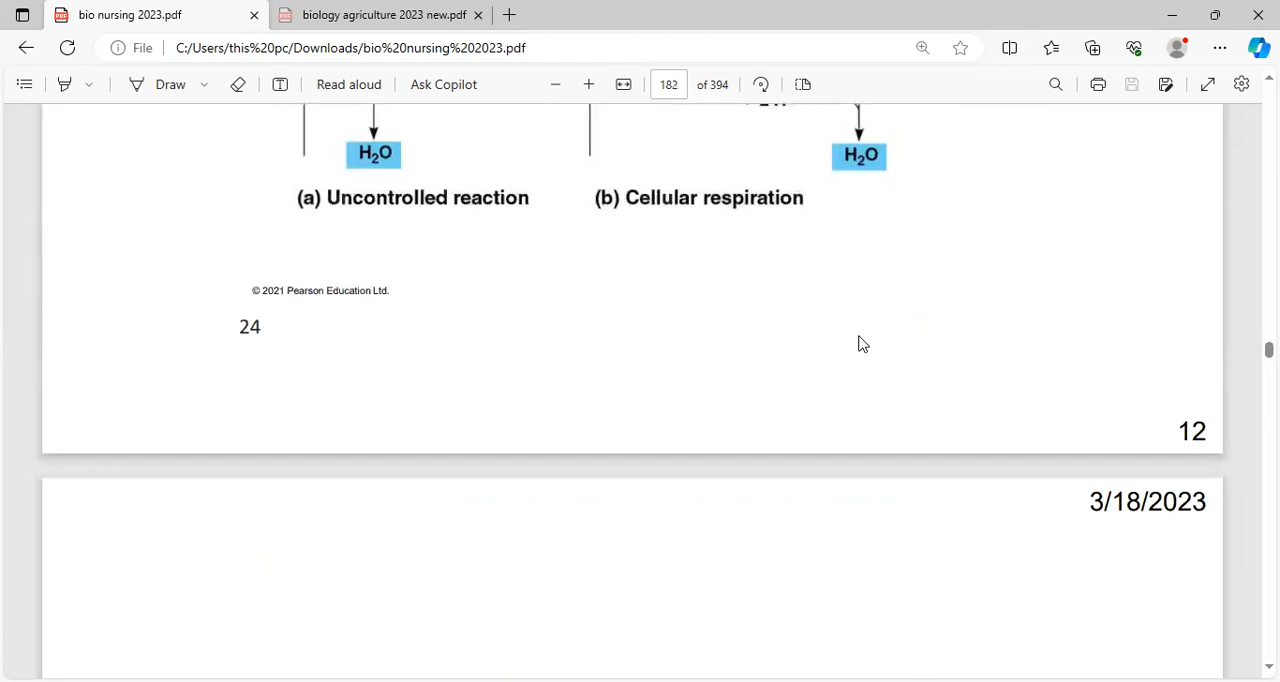 bio nursing 2023.pdf
biology agriculture 2023 new.pdf
File
C:/Users/this%20pc/Downloads/bio%20nursing%202023.pdf
Draw
Read aloud
Ask Copilot
182
of 394
H₂O
H₂O
(a) Uncontrolled reaction
(b) Cellular respiration
© 2021 Pearson Education Ltd.
24
12
3/18/2023